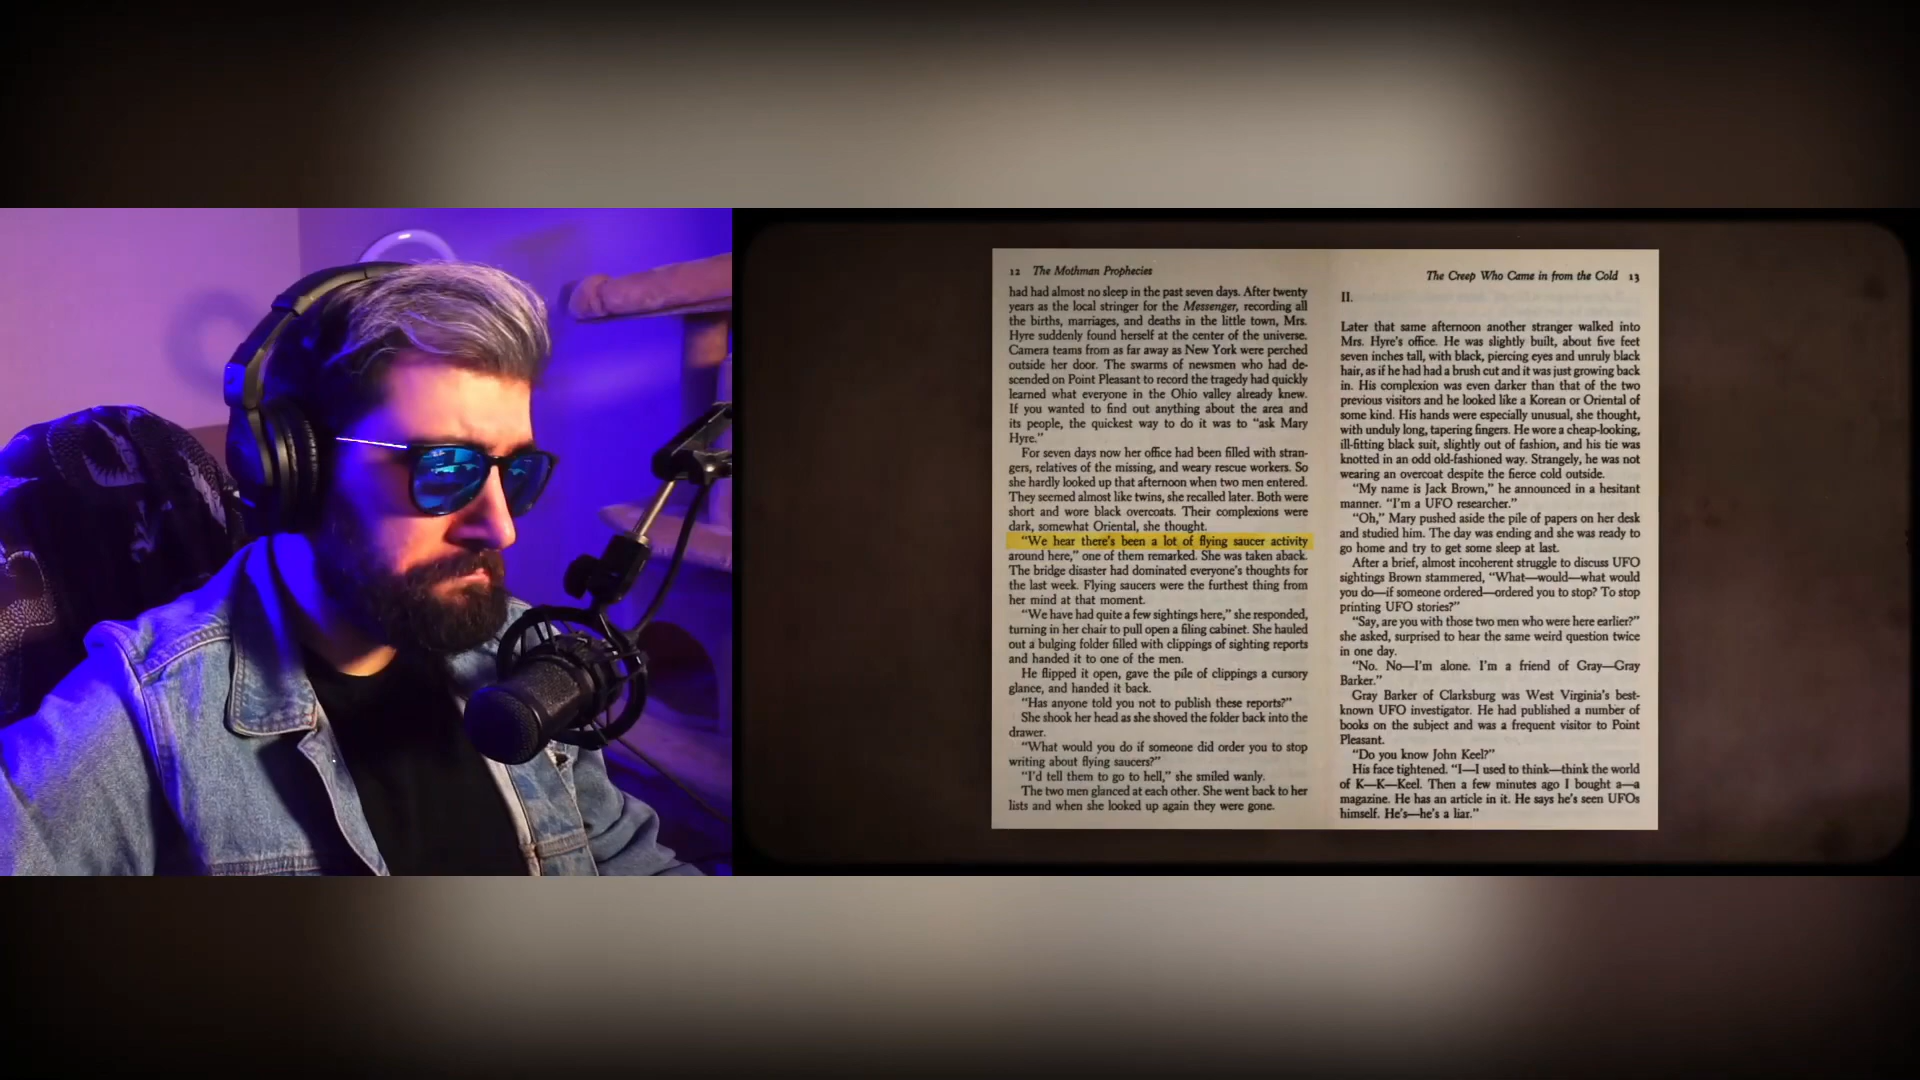 12 The Mothman Prophecies
had had almost no sleep in the past seven days. After twenty
years as the local stringer for the Messenger, recording all
the births, marriages, and deaths in the little town, Mrs.
Hyre suddenly found herself at the center of the universe.
Camera teams from as far away as New York were perched
outside her door. The swarms of newsmen who had de-
scended on Point Pleasant to record the tragedy had quickly
learned what everyone in the Ohio valley already knew.
If you wanted to find out anything about the area and
its people, the quickest way to do it was to “ask Mary
Hyre.”
For seven days now her office had been filled with stran-
gers, relatives of the missing, and weary rescue workers. So
she hardly looked up that afternoon when two men entered.
They seemed almost like twins, she recalled later. Both were
short and wore black overcoats. Their complexions were
dark, somewhat Oriental, she thought.
“We hear there’s been a lot of flying saucer activity
around here,” one of them remarked. She was taken aback.
The bridge disaster had dominated everyone’s thoughts for
the last week. Flying saucers were the furthest thing from
her mind at that moment.
“We have had quite a few sightings here,” she responded,
turning in her chair to pull open a filing cabinet. She hauled
out a bulging folder filled with clippings of sighting reports
and handed it to one of the men.
He flipped it open, gave the pile of clippings a cursory
glance, and handed it back.
“Has anyone told you not to publish these reports?”
She shook her head as she shoved the folder back into the
drawer.
“What would you do if someone did order you to stop
writing about flying saucers?”
“I’d tell them to go to hell,” she smiled wanly.
The two men glanced at each other. She went back to her
lists and when she looked up again they were gone.
The Creep Who Came in from the Cold 13
II.
Later that same afternoon another stranger walked into
Mrs. Hyre’s office. He was slightly built, about five feet
seven inches tall, with black, piercing eyes and unruly black
hair, as if he had had a brush cut and it was just growing back
in. His complexion was even darker than that of the two
previous visitors and he looked like a Korean or Oriental of
some kind. His hands were especially unusual, she thought,
with unduly long, tapering fingers. He wore a cheap-looking,
ill-fitting black suit, slightly out of fashion, and his tie was
knotted in an odd old-fashioned way. Strangely, he was not
wearing an overcoat despite the fierce cold outside.
“My name is Jack Brown,” he announced in a hesitant
manner. “I’m a UFO researcher.”
“Oh,” Mary pushed aside the pile of papers on her desk
and studied him. The day was ending and she was ready to
go home and try to get some sleep at last.
After a brief, almost incoherent struggle to discuss UFO
sightings Brown stammered, “What—would—what would
you do—if someone ordered—ordered you to stop? To stop
printing UFO stories?”
“Say, are you with those two men who were here earlier?”
she asked, surprised to hear the same weird question twice
in one day.
“No. No—I’m alone. I’m a friend of Gray—Gray
Barker.”
Gray Barker of Clarksburg was West Virginia’s best-
known UFO investigator. He had published a number of
books on the subject and was a frequent visitor to Point
Pleasant.
“Do you know John Keel?”
His face tightened. “I—I used to think—think the world
of K—K—Keel. Then a few minutes ago I bought a—a
magazine. He has an article in it. He says he’s seen UFOs
himself. He’s—he’s a liar.”